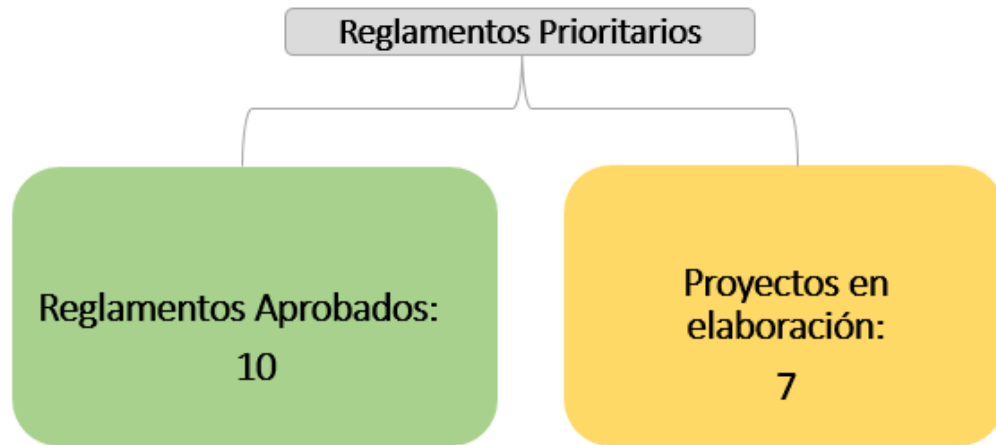 Reglamentos Prioritarios
Reglamentos Aprobados:
10
Proyectos en
elaboración:
7